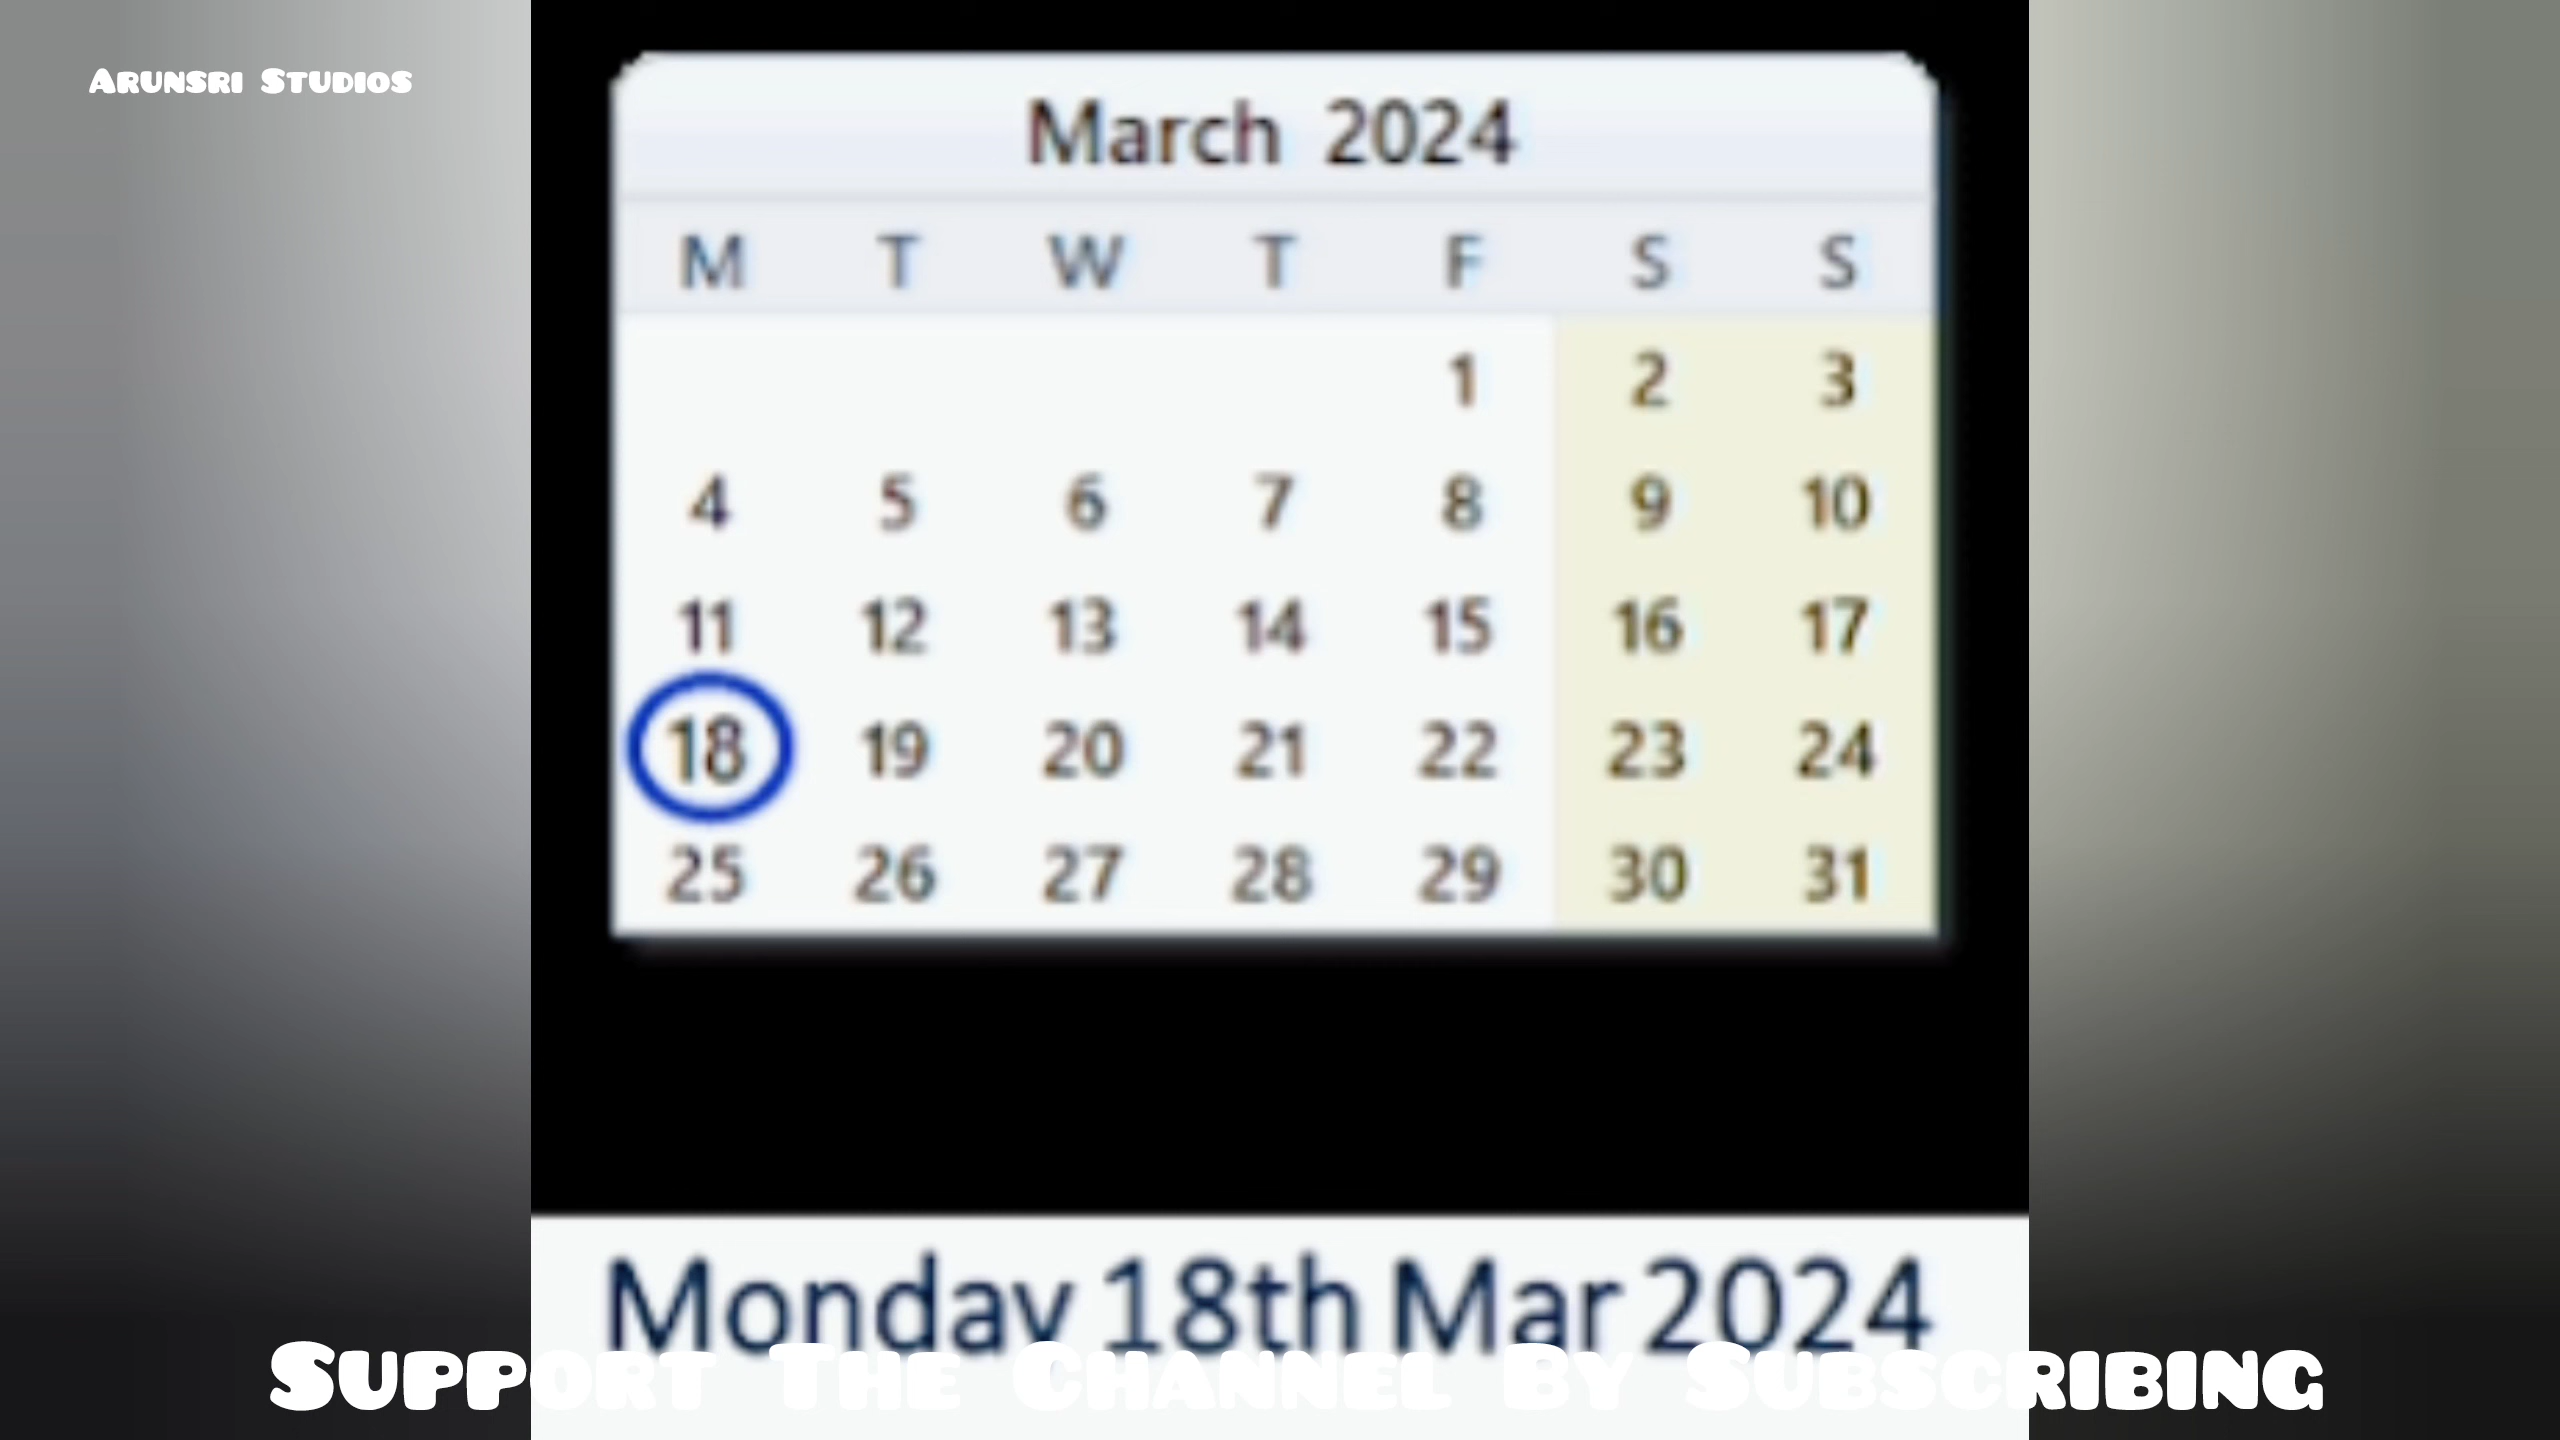 Arunsri Studios
March 2024
M T W T F S S
1 2 3
4 5 6 7 8 9 10
11 12 13 14 15 16 17
18 19 20 21 22 23 24
25 26 27 28 29 30 31
Monday 18th Mar 2024
Support The Channel By Subscribing